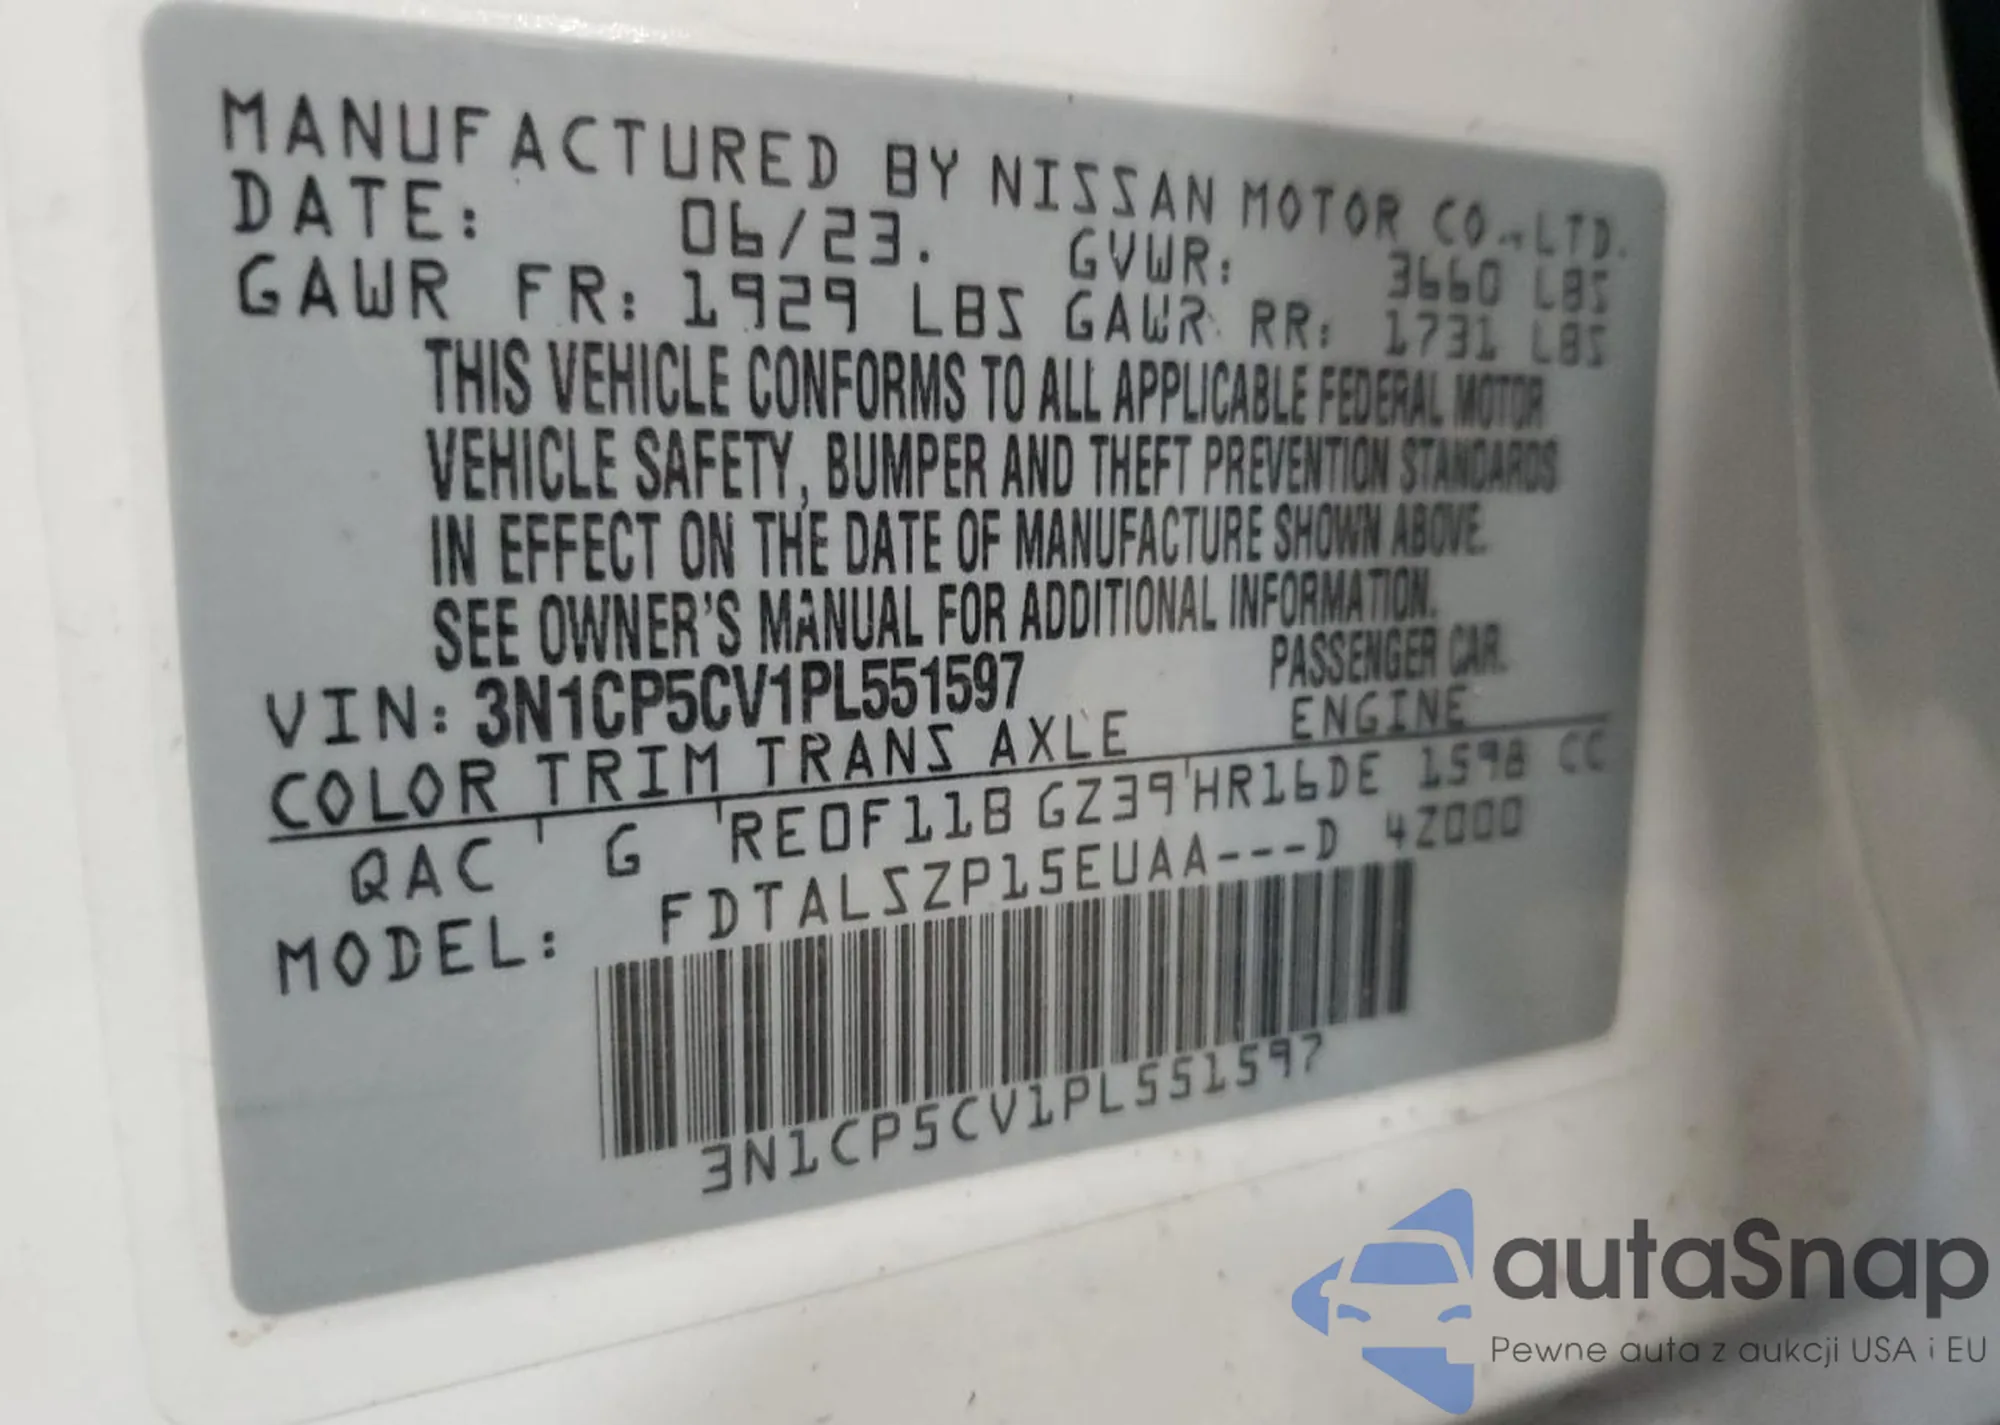 MANUFACTURED BY NISSAN MOTOR CO.,LTD.
DATE: 06/23. GVWR: 3660 LBS
GAWR FR: 1929 LBS GAWR RR: 1731 LBS
THIS VEHICLE CONFORMS TO ALL APPLICABLE FEDERAL MOTOR
VEHICLE SAFETY, BUMPER AND THEFT PREVENTION STANDARDS
IN EFFECT ON THE DATE OF MANUFACTURE SHOWN ABOVE.
SEE OWNER'S MANUAL FOR ADDITIONAL INFORMATION.
VIN: 3N1CP5CV1PL551597 PASSENGER CAR.
COLOR TRIM TRANS AXLE ENGINE
QAC G RE0F11B GZ39 HR16DE 1598 CC
MODEL: FDTALSZP15EUAA---D 4Z000
3N1CP5CV1PL551597
autaSnap
Pewne auta z aukcji USA i EU